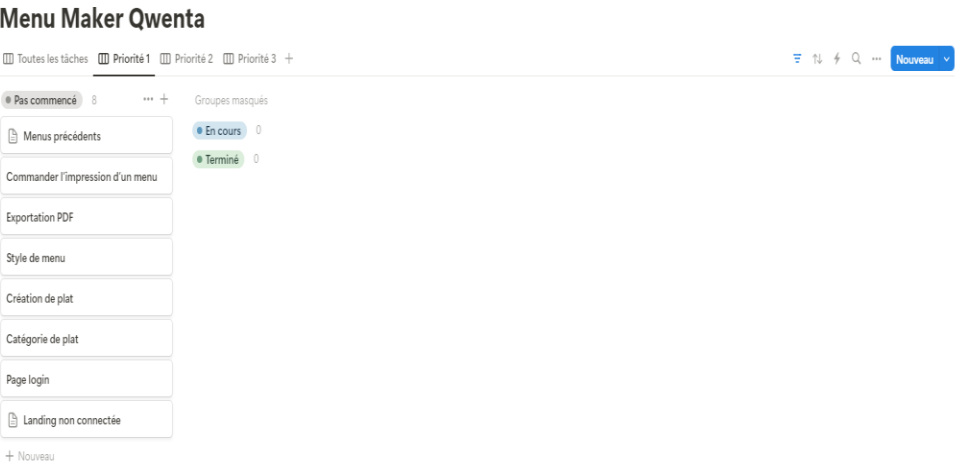 Menu Maker Qwenta
Toutes les tâches Priorité 1 Priorité 2 Priorité 3 +
Nouveau
Pas commencé 8 ... +
Groupes masqués
En cours 0
Terminé 0
Menus précédents
Commander l'impression d'un menu
Exportation PDF
Style de menu
Création de plat
Catégorie de plat
Page login
Landing non connectée
+ Nouveau